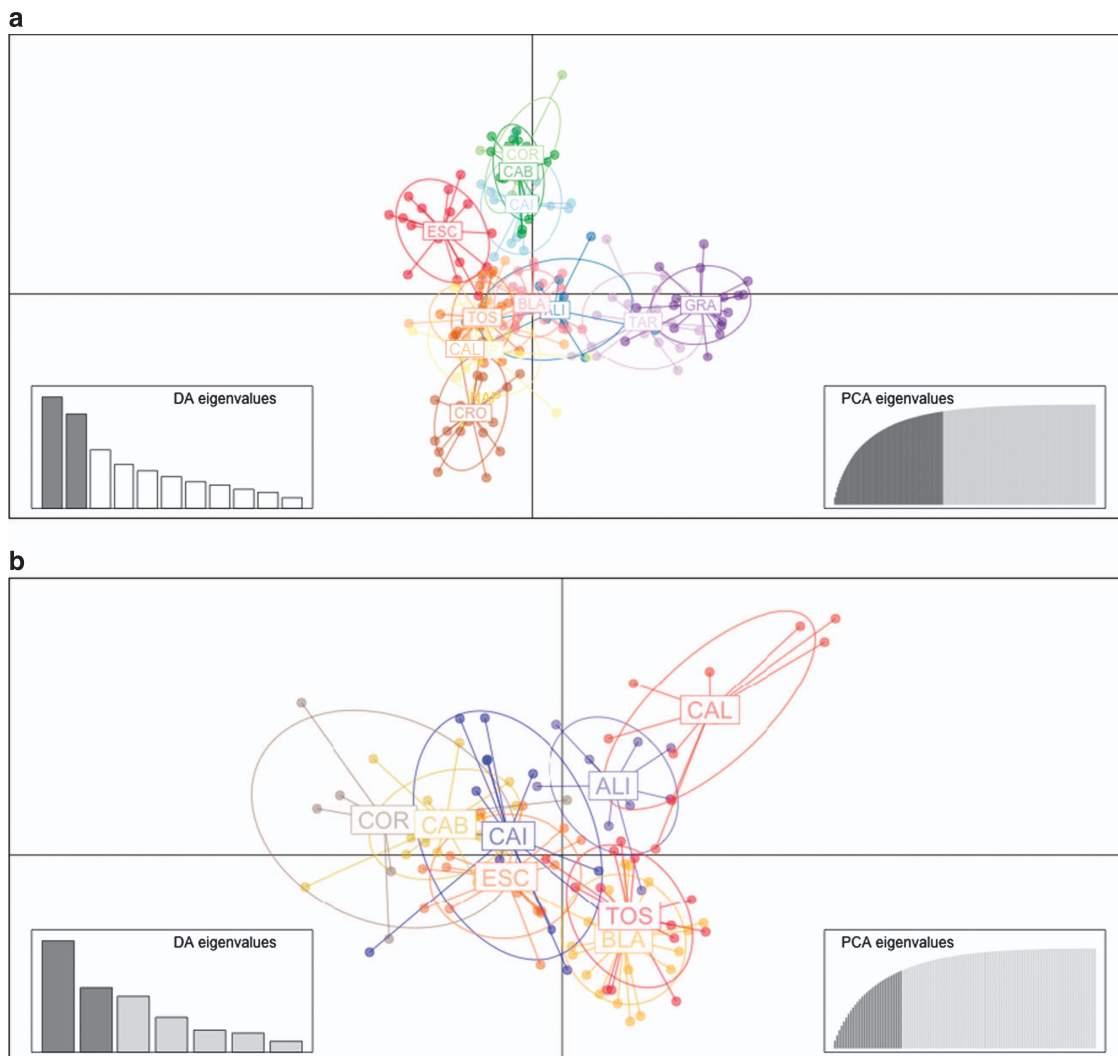 a
COR
CAB
CAI
ESC
BLA
ALI
GRA
TOS
TAR
CAL
NAP
CRO
DA eigenvalues
PCA eigenvalues
b
CAL
ALI
COR
CAB
CAI
ESC
TOS
BLA
DA eigenvalues
PCA eigenvalues